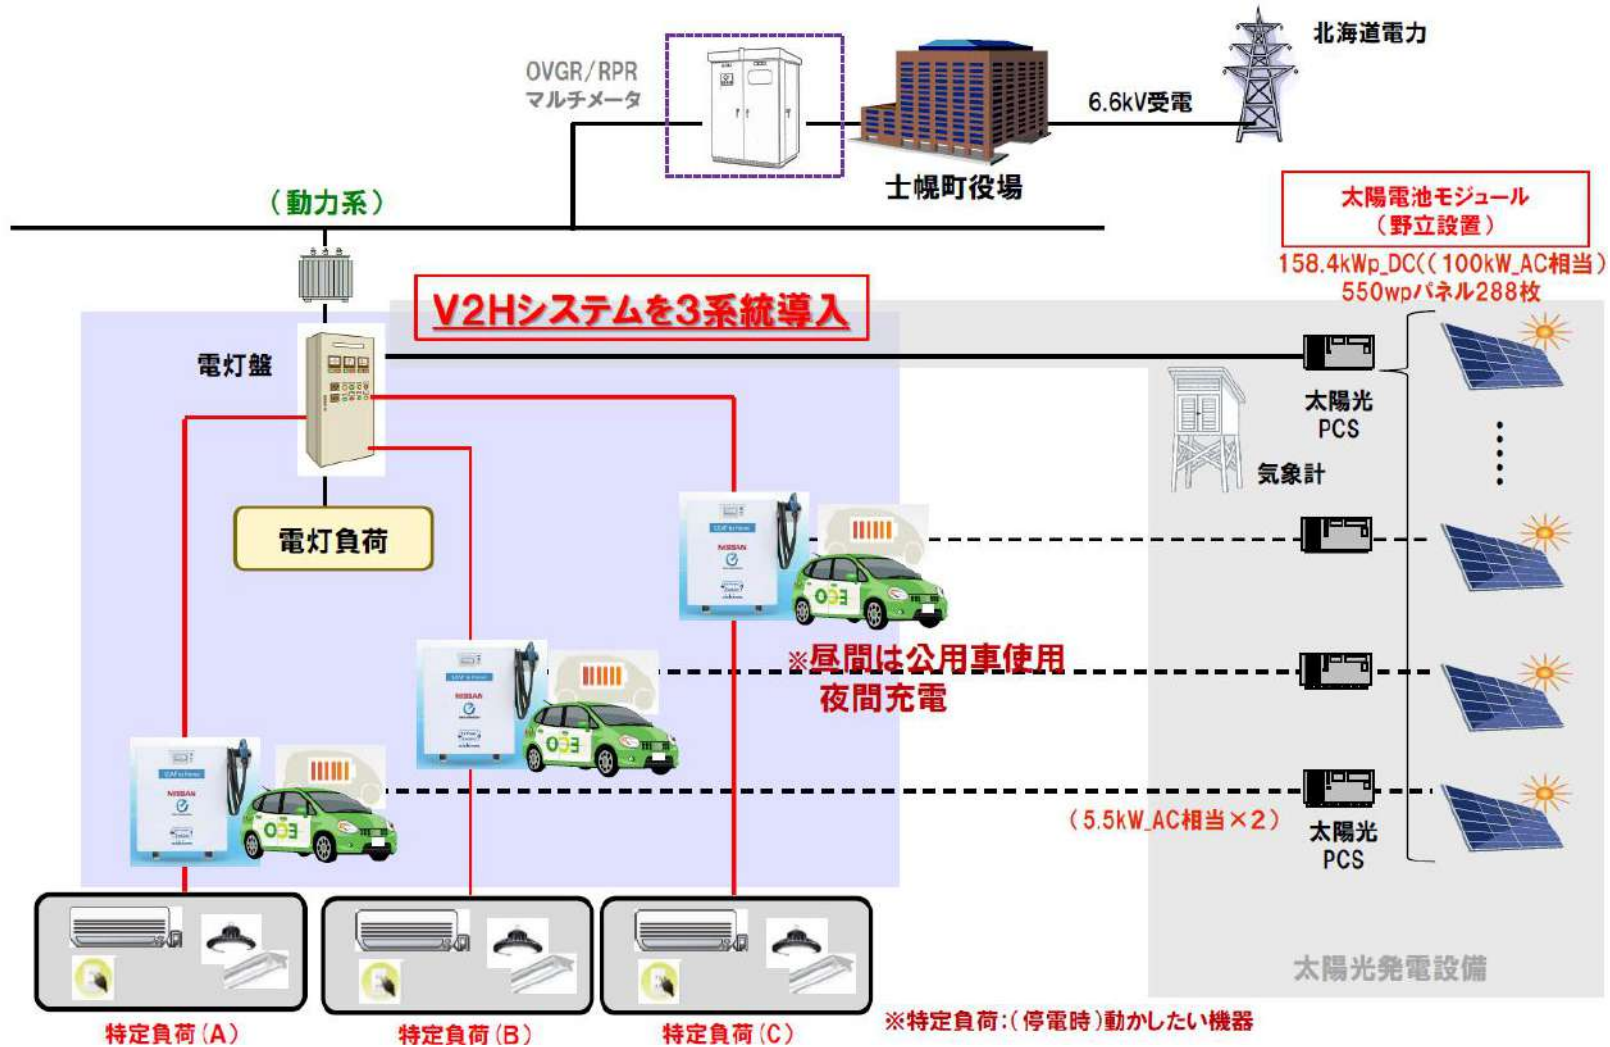 北海道電力
OVGR/RPR
マルチメータ
6.6kV受電
士幌町役場
(動力系)
太陽電池モジュール
(野立設置)
158.4kWp_DC((100kW_AC相当)
550wpパネル288枚
V2Hシステムを3系統導入
電灯盤
太陽光
PCS
気象計
電灯負荷
NISSAN
ECO
※昼間は公用車使用
夜間充電
NISSAN
ECO
NISSAN
ECO
(5.5kW_AC相当×2)
太陽光
PCS
太陽光発電設備
特定負荷(A)
特定負荷(B)
特定負荷(C)
※特定負荷:(停電時)動かしたい機器